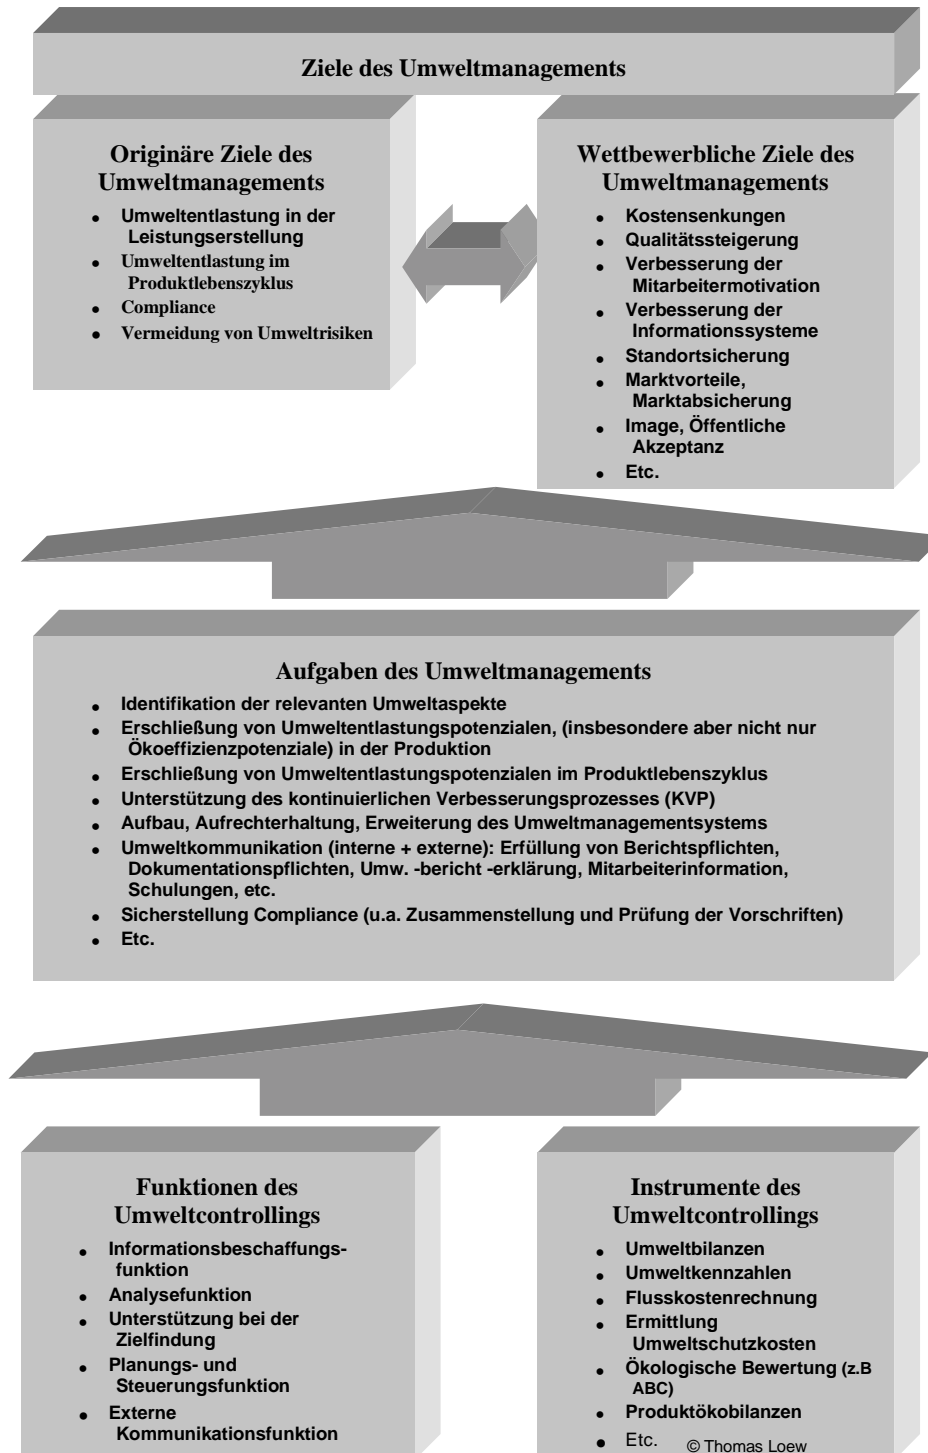 Ziele des Umweltmanagements
Originäre Ziele des
Umweltmanagements
• Umweltentlastung in der
Leistungserstellung
• Umweltentlastung im
Produktlebenszyklus
• Compliance
• Vermeidung von Umweltrisiken
Wettbewerbliche Ziele des
Umweltmanagements
• Kostensenkungen
• Qualitätssteigerung
• Verbesserung der
Mitarbeitermotivation
• Verbesserung der
Informationssysteme
• Standortsicherung
• Marktvorteile,
Marktabsicherung
• Image, Öffentliche
Akzeptanz
• Etc.
Aufgaben des Umweltmanagements
• Identifikation der relevanten Umweltaspekte
• Erschließung von Umweltentlastungspotenzialen, (insbesondere aber nicht nur
Ökoeffizienzpotenziale) in der Produktion
• Erschließung von Umweltentlastungspotenzialen im Produktlebenszyklus
• Unterstützung des kontinuierlichen Verbesserungsprozesses (KVP)
• Aufbau, Aufrechterhaltung, Erweiterung des Umweltmanagementsystems
• Umweltkommunikation (interne + externe): Erfüllung von Berichtspflichten,
Dokumentationspflichten, Umw. -bericht -erklärung, Mitarbeiterinformation,
Schulungen, etc.
• Sicherstellung Compliance (u.a. Zusammenstellung und Prüfung der Vorschriften)
• Etc.
Funktionen des
Umweltcontrollings
• Informationsbeschaffungs-
funktion
• Analysefunktion
• Unterstützung bei der
Zielfindung
• Planungs- und
Steuerungsfunktion
• Externe
Kommunikationsfunktion
Instrumente des
Umweltcontrollings
• Umweltbilanzen
• Umweltkennzahlen
• Flusskostenrechnung
• Ermittlung
Umweltschutzkosten
• Ökologische Bewertung (z.B
ABC)
• Produktökobilanzen
• Etc.
© Thomas Loew